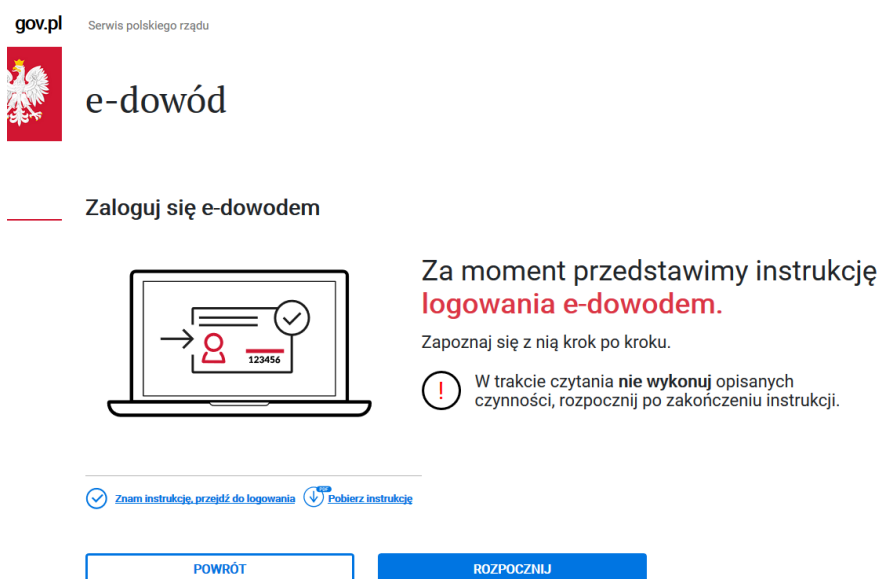 gov.pl Serwis polskiego rządu
e-dowód
Zaloguj się e-dowodem
Za moment przedstawimy instrukcję
logowania e-dowodem.
Zapoznaj się z nią krok po kroku.
123456
! W trakcie czytania nie wykonuj opisanych
czynności, rozpocznij po zakończeniu instrukcji.
Znam instrukcję, przejdź do logowania PDF Pobierz instrukcję
POWRÓT ROZPOCZNIJ